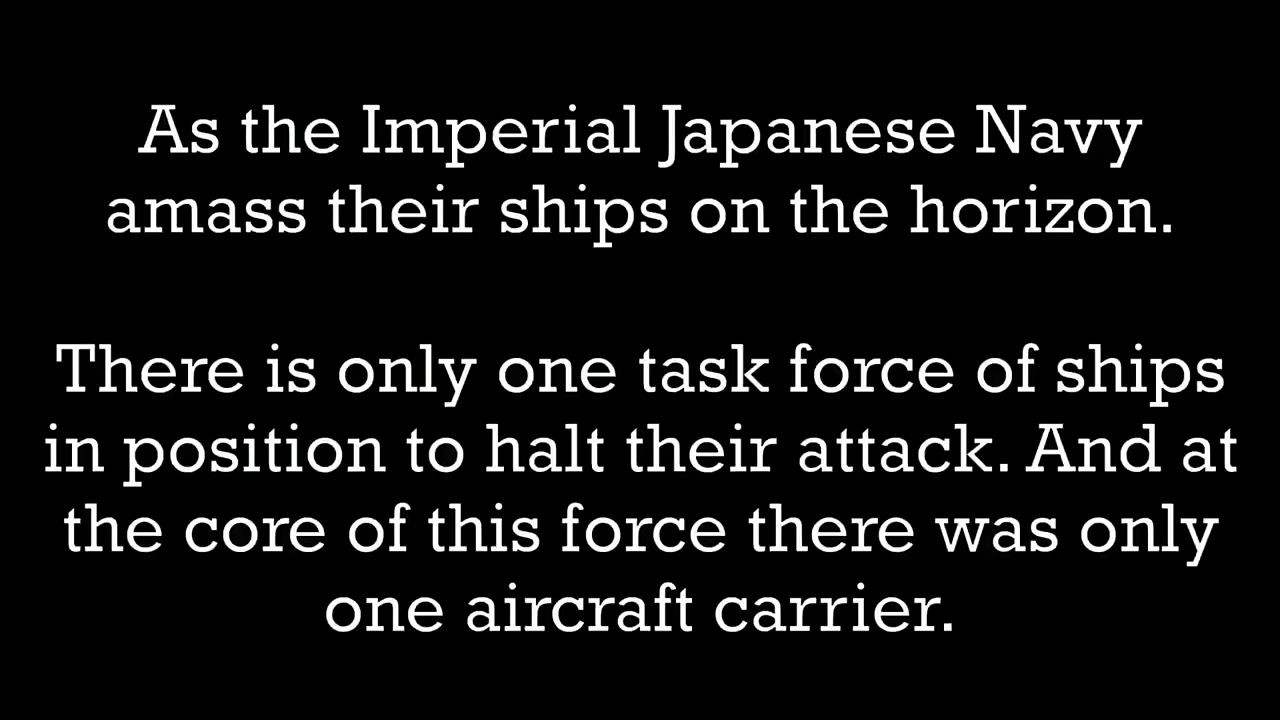 As the Imperial Japanese Navy
amass their ships on the horizon.
There is only one task force of ships
in position to halt their attack. And at
the core of this force there was only
one aircraft carrier.